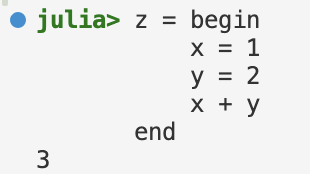 julia> z = begin
           x = 1
           y = 2
           x + y
       end
3